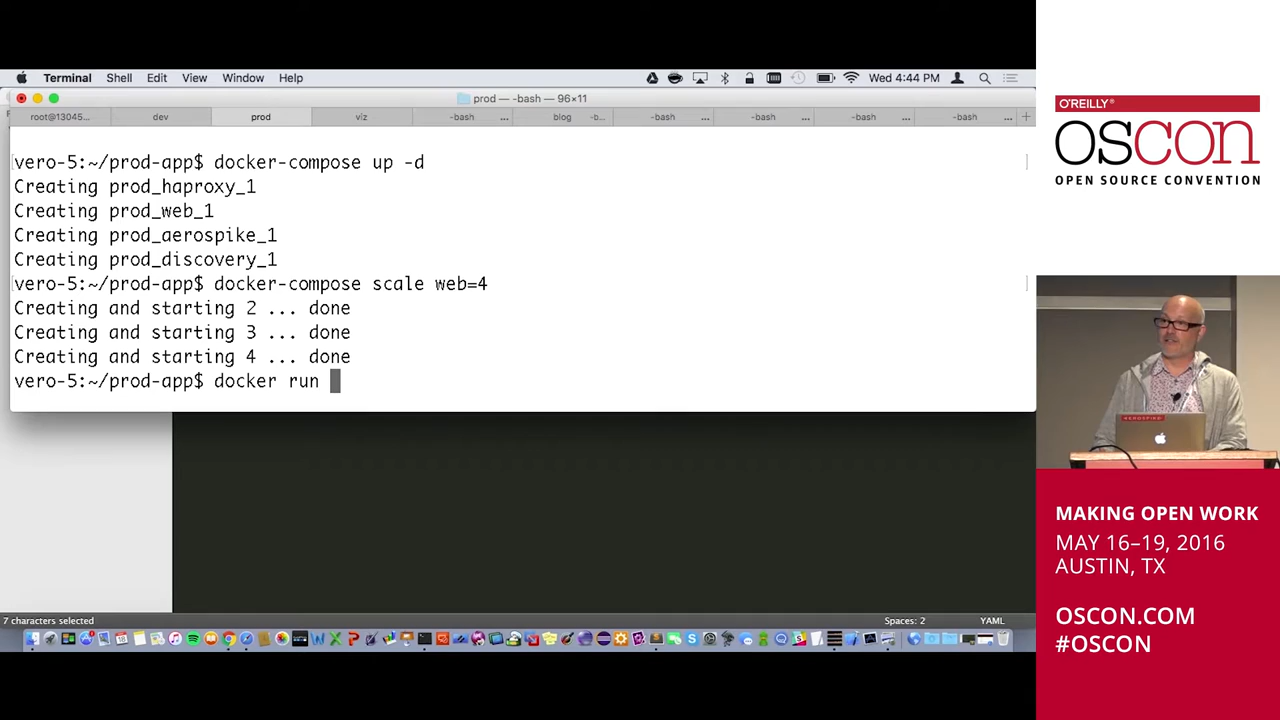 Terminal Shell Edit View Window Help Wed 4:44 PM
prod — -bash — 96×11
root@13045... dev prod viz -bash ... blog -b... -bash ... -bash ... -bash ... -bash ...
vero-5:~/prod-app$ docker-compose up -d
Creating prod_haproxy_1
Creating prod_web_1
Creating prod_aerospike_1
Creating prod_discovery_1
vero-5:~/prod-app$ docker-compose scale web=4
Creating and starting 2 ... done
Creating and starting 3 ... done
Creating and starting 4 ... done
vero-5:~/prod-app$ docker run
7 characters selected Spaces: 2 YAML
O'REILLY®
OSCON
OPEN SOURCE CONVENTION
AEROSPIKE
MAKING OPEN WORK
MAY 16–19, 2016
AUSTIN, TX
OSCON.COM
#OSCON